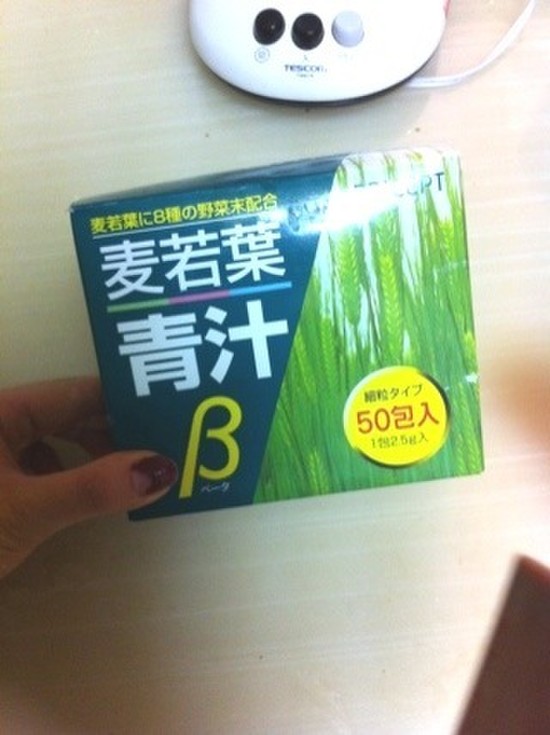 TESCOM
麦若葉に8種の野菜末配合
麦若葉
青汁
β
ベータ
細粒タイプ
50包入
1包2.5g入